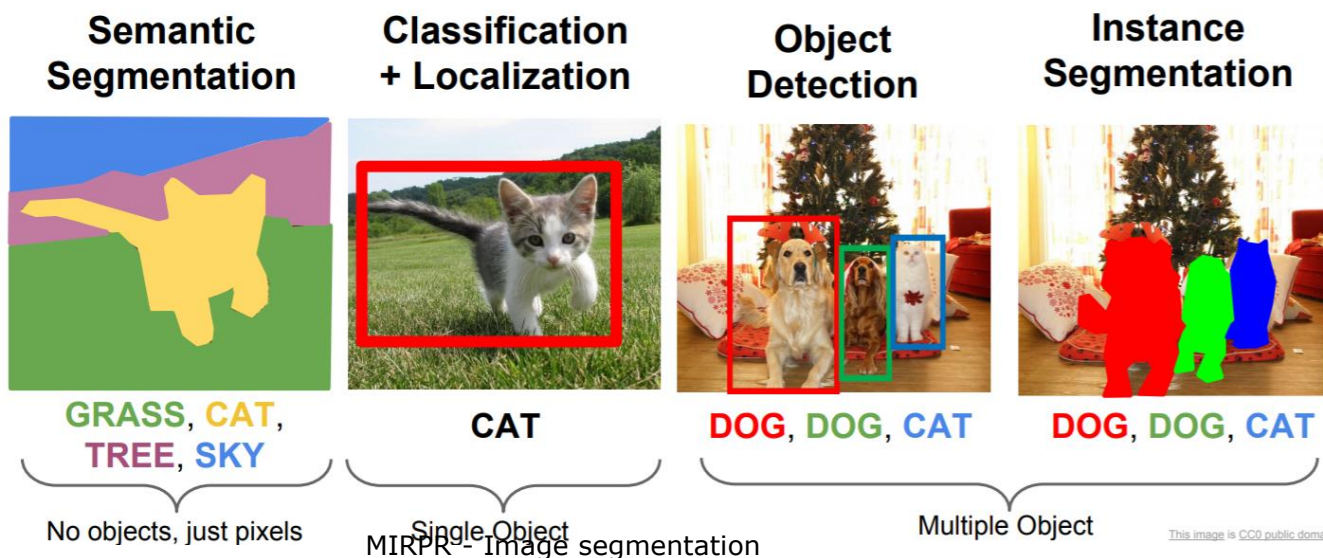 Semantic
Segmentation
Classification
+ Localization
Object
Detection
Instance
Segmentation
GRASS, CAT,
TREE, SKY
CAT
DOG, DOG, CAT
DOG, DOG, CAT
No objects, just pixels
Single Object
Multiple Object
This image is CC0 public doma
MIRPR - Image segmentation